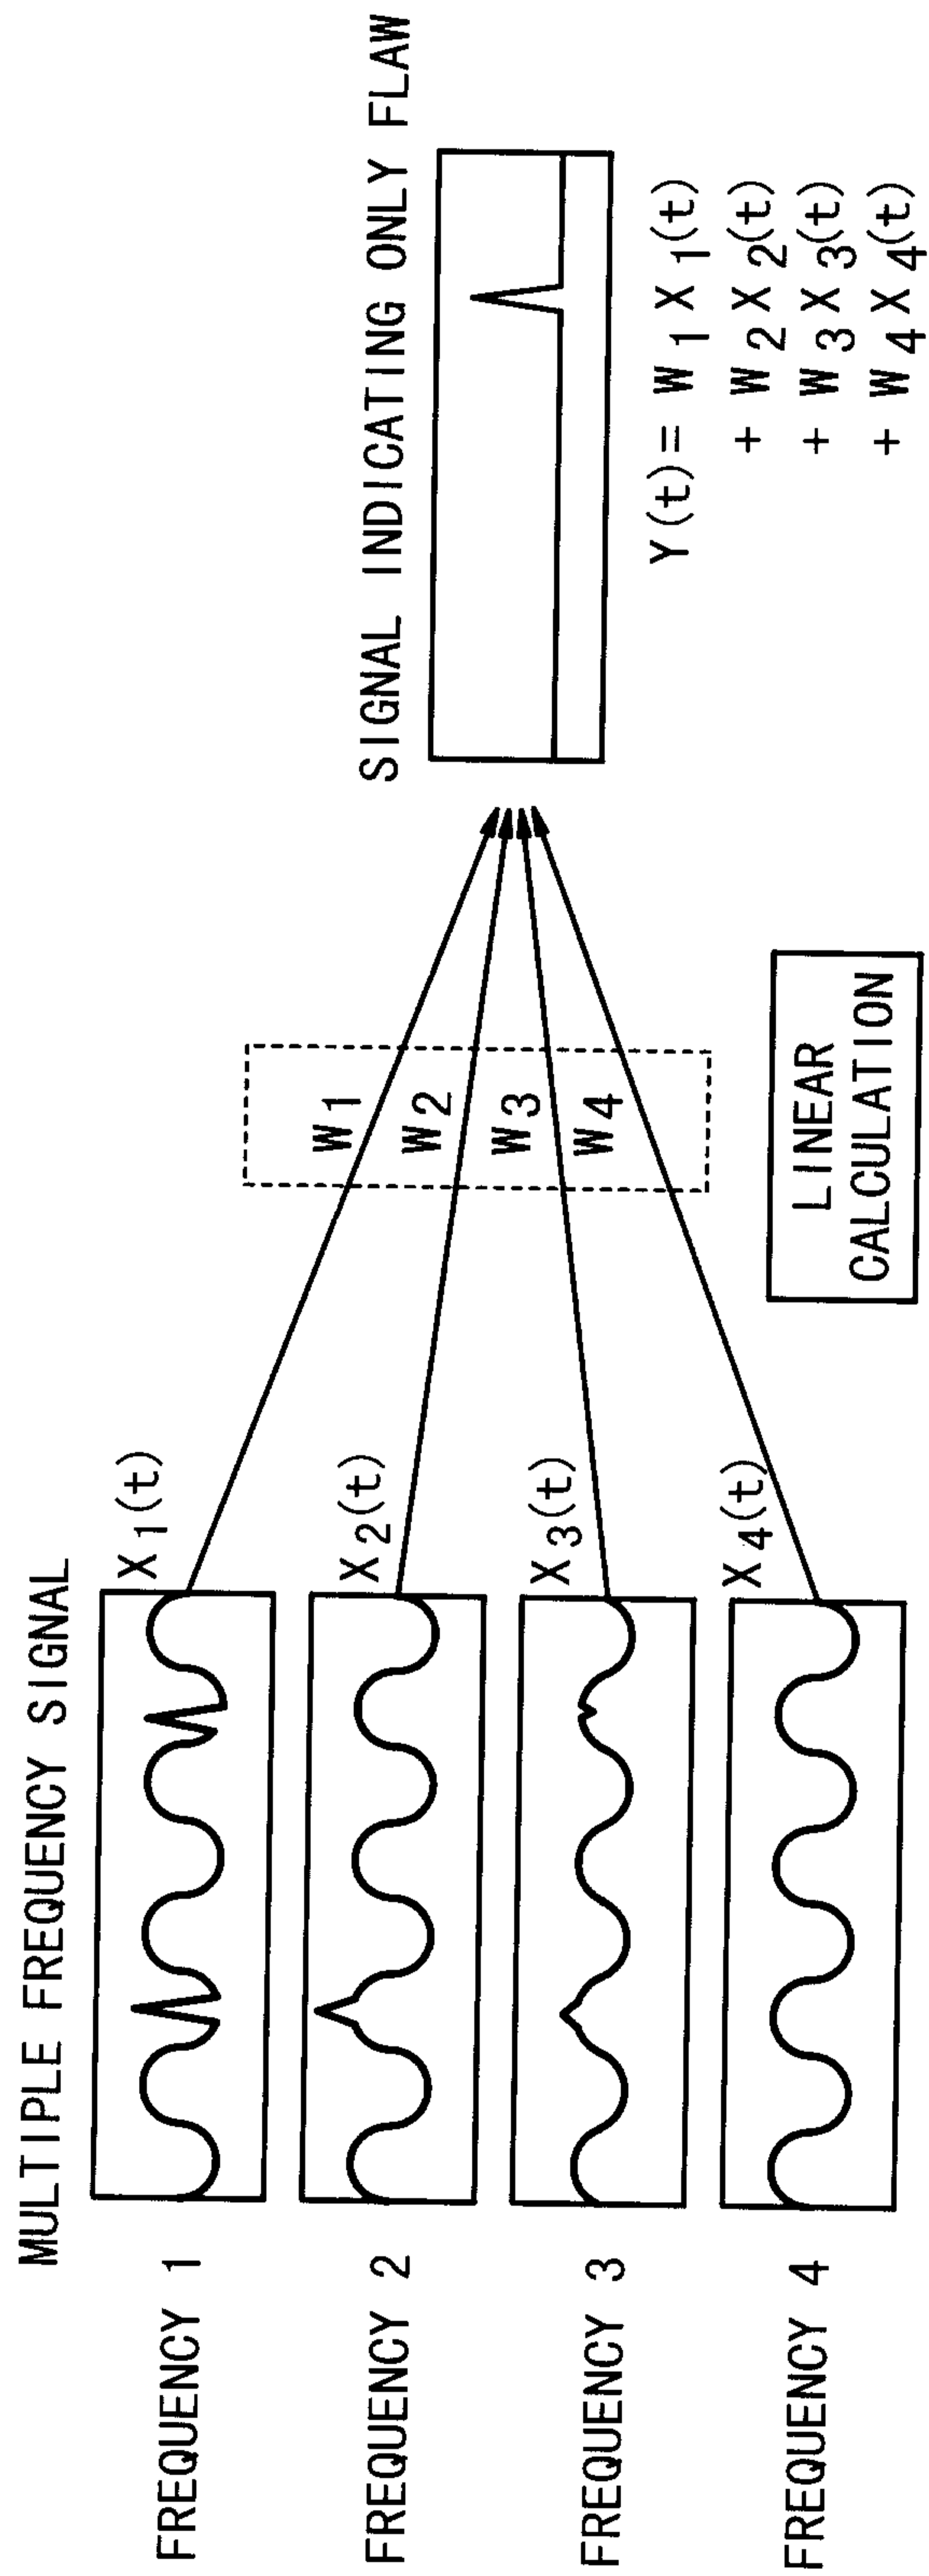 MULTIPLE FREQUENCY SIGNAL
FREQUENCY 1
X1(t)
FREQUENCY 2
X2(t)
FREQUENCY 3
X3(t)
FREQUENCY 4
X4(t)
W1
W2
W3
W4
LINEAR
CALCULATION
SIGNAL INDICATING ONLY FLAW
Y(t)= W1X1(t)
+ W2X2(t)
+ W3X3(t)
+ W4X4(t)